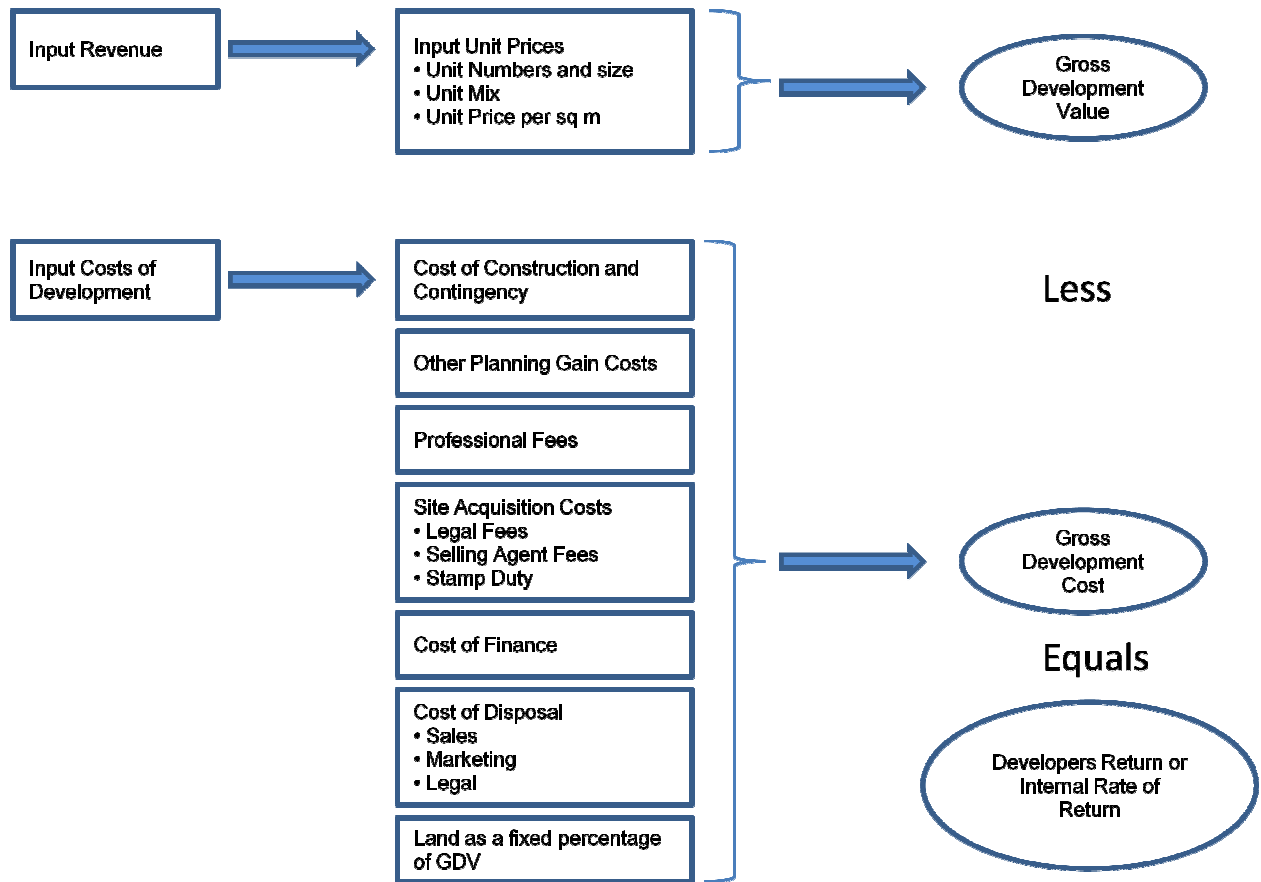 Input Revenue
Input Unit Prices
• Unit Numbers and size
• Unit Mix
• Unit Price per sq m
Gross
Development
Value
Input Costs of
Development
Cost of Construction and
Contingency
Less
Other Planning Gain Costs
Professional Fees
Site Acquisition Costs
• Legal Fees
• Selling Agent Fees
• Stamp Duty
Gross
Development
Cost
Cost of Finance
Equals
Cost of Disposal
• Sales
• Marketing
• Legal
Developers Return or
Internal Rate of
Return
Land as a fixed percentage
of GDV